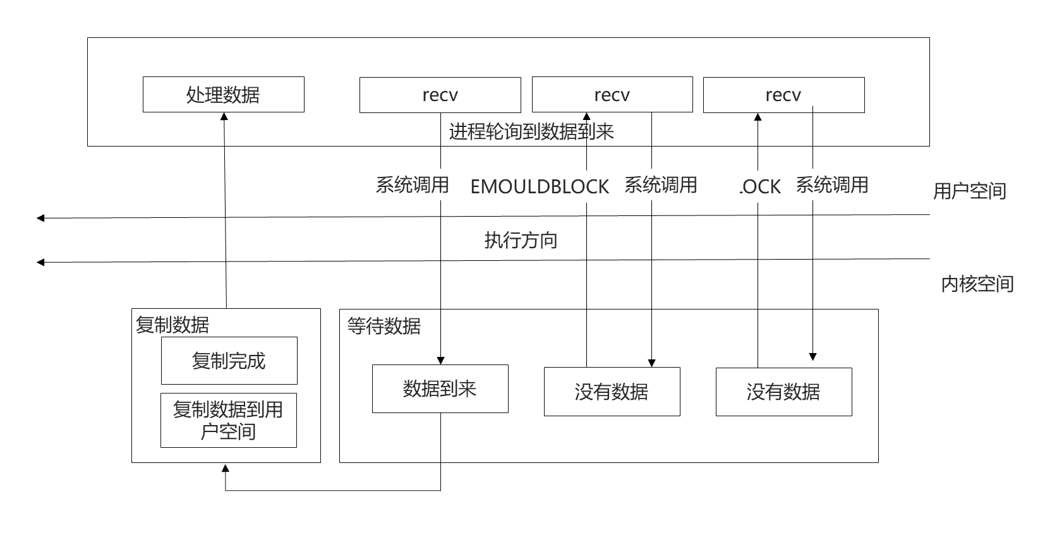 处理数据
recv
recv
recv
进程轮询到数据到来
系统调用
EMOULDBLOCK
系统调用
.OCK
系统调用
用户空间
执行方向
内核空间
复制数据
复制完成
复制数据到用
户空间
等待数据
数据到来
没有数据
没有数据